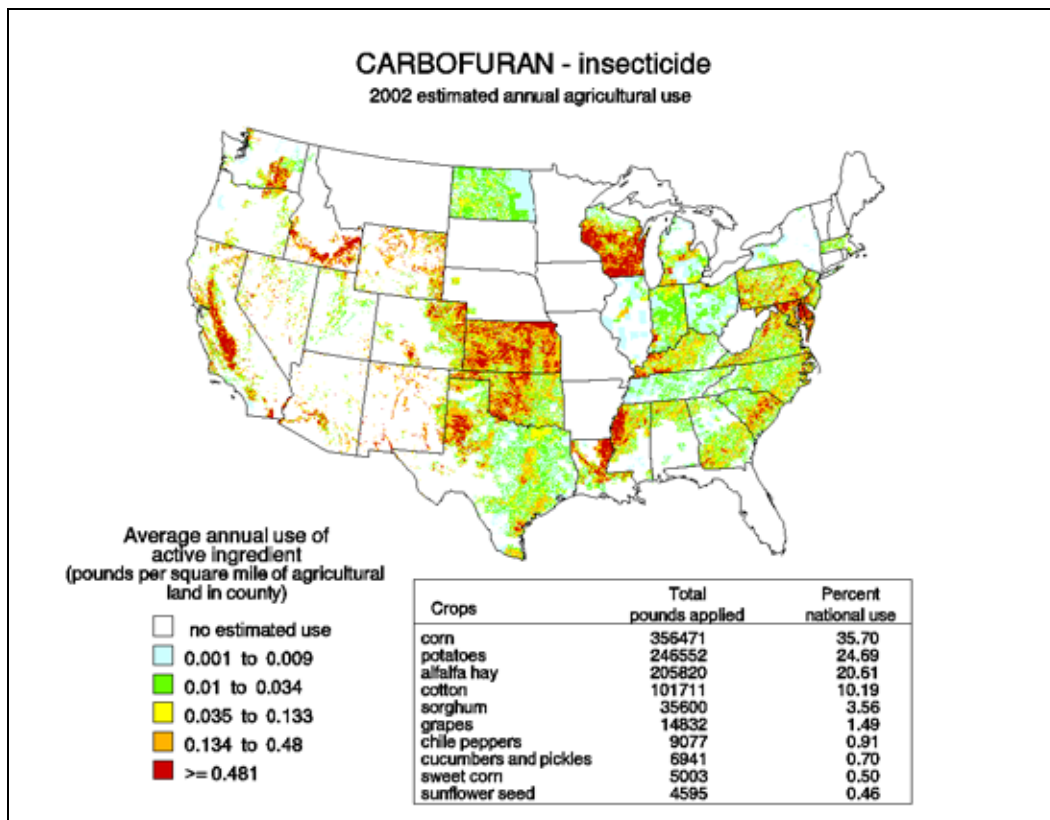 CARBOFURAN - insecticide
2002 estimated annual agricultural use
Average annual use of
active ingredient
(pounds per square mile of agricultural
land in county)
no estimated use
0.001 to 0.009
0.01 to 0.034
0.035 to 0.133
0.134 to 0.48
>= 0.481
Crops Total pounds applied Percent national use
corn 356471 35.70
potatoes 246552 24.69
alfalfa hay 205820 20.61
cotton 101711 10.19
sorghum 35600 3.56
grapes 14832 1.49
chile peppers 9077 0.91
cucumbers and pickles 6941 0.70
sweet corn 5003 0.50
sunflower seed 4595 0.46